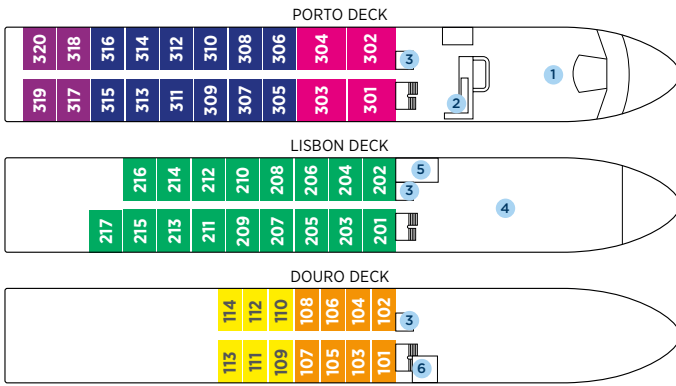 PORTO DECK
320 318 316 314 312 310 308 306 304 302 3 1
2
319 317 315 313 311 309 307 305 303 301
LISBON DECK
216 214 212 210 208 206 204 202 5
3
4
217 215 213 211 209 207 205 203 201
DOURO DECK
114 112 110 108 106 104 102 3
113 111 109 107 105 103 101 6